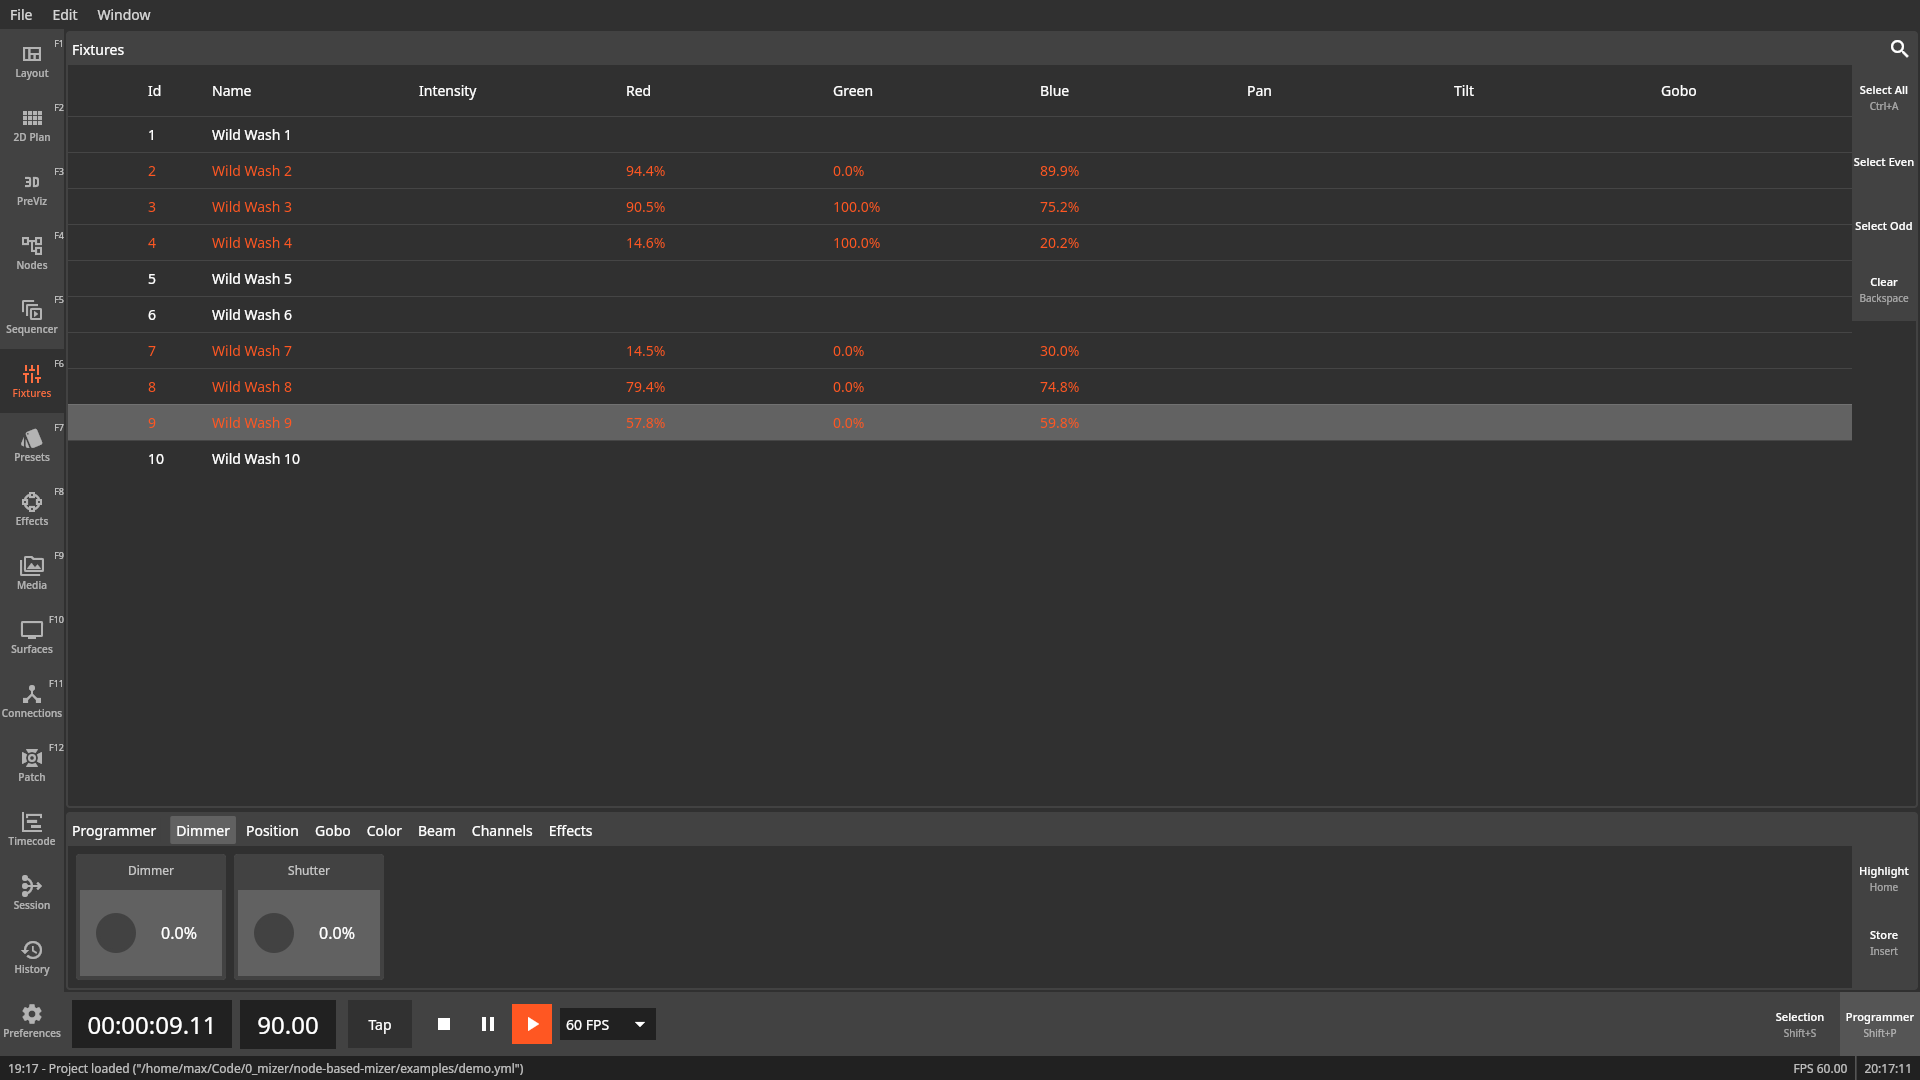 File Edit Window
F1
Layout
F2
2D Plan
F3
3D
PreViz
F4
Nodes
F5
Sequencer
F6
Fixtures
F7
Presets
F8
Effects
F9
Media
F10
Surfaces
F11
Connections
F12
Patch
Timecode
Session
History
Preferences
Fixtures
Id Name Intensity Red Green Blue Pan Tilt Gobo
1 Wild Wash 1
2 Wild Wash 2 94.4% 0.0% 89.9%
3 Wild Wash 3 90.5% 100.0% 75.2%
4 Wild Wash 4 14.6% 100.0% 20.2%
5 Wild Wash 5
6 Wild Wash 6
7 Wild Wash 7 14.5% 0.0% 30.0%
8 Wild Wash 8 79.4% 0.0% 74.8%
9 Wild Wash 9 57.8% 0.0% 59.8%
10 Wild Wash 10
Select All
Ctrl+A
Select Even
Select Odd
Clear
Backspace
Programmer Dimmer Position Gobo Color Beam Channels Effects
Dimmer Shutter
0.0% 0.0%
Highlight
Home
Store
Insert
00:00:09.11 90.00 Tap 60 FPS
Selection
Shift+S
Programmer
Shift+P
19:17 - Project loaded ("/home/max/Code/0_mizer/node-based-mizer/examples/demo.yml") FPS 60.00 20:17:11